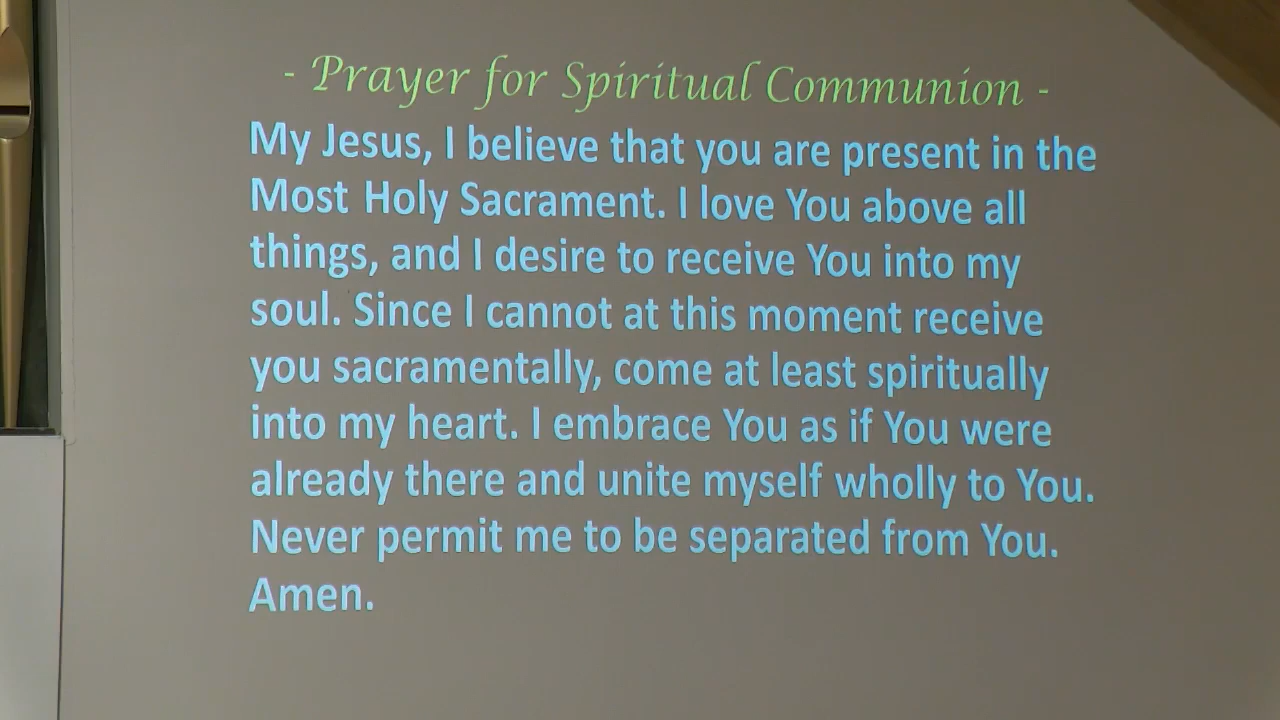 - Prayer for Spiritual Communion -
My Jesus, I believe that you are present in the
Most Holy Sacrament. I love You above all
things, and I desire to receive You into my
soul. Since I cannot at this moment receive
you sacramentally, come at least spiritually
into my heart. I embrace You as if You were
already there and unite myself wholly to You.
Never permit me to be separated from You.
Amen.